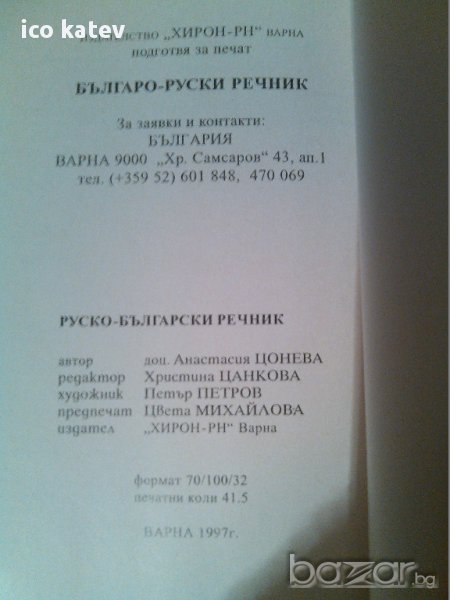 ico katev
ИЗДАТЕЛСТВО „ХИРОН-РН“ ВАРНА
ПОДГОТВЯ ЗА ПЕЧАТ
БЪЛГАРО-РУСКИ РЕЧНИК
За заявки и контакти:
БЪЛГАРИЯ
ВАРНА 9000 „Хр. Самсаров“ 43, ап.1
тел. (+359 52) 601 848, 470 069
РУСКО-БЪЛГАРСКИ РЕЧНИК
автор доц. Анастасия ЦОНЕВА
редактор Христина ЦАНКОВА
художник Петър ПЕТРОВ
предпечат Цвета МИХАЙЛОВА
издател „ХИРОН-РН“ Варна
формат 70/100/32
печатни коли 41.5
ВАРНА 1997г.
bazar.bg